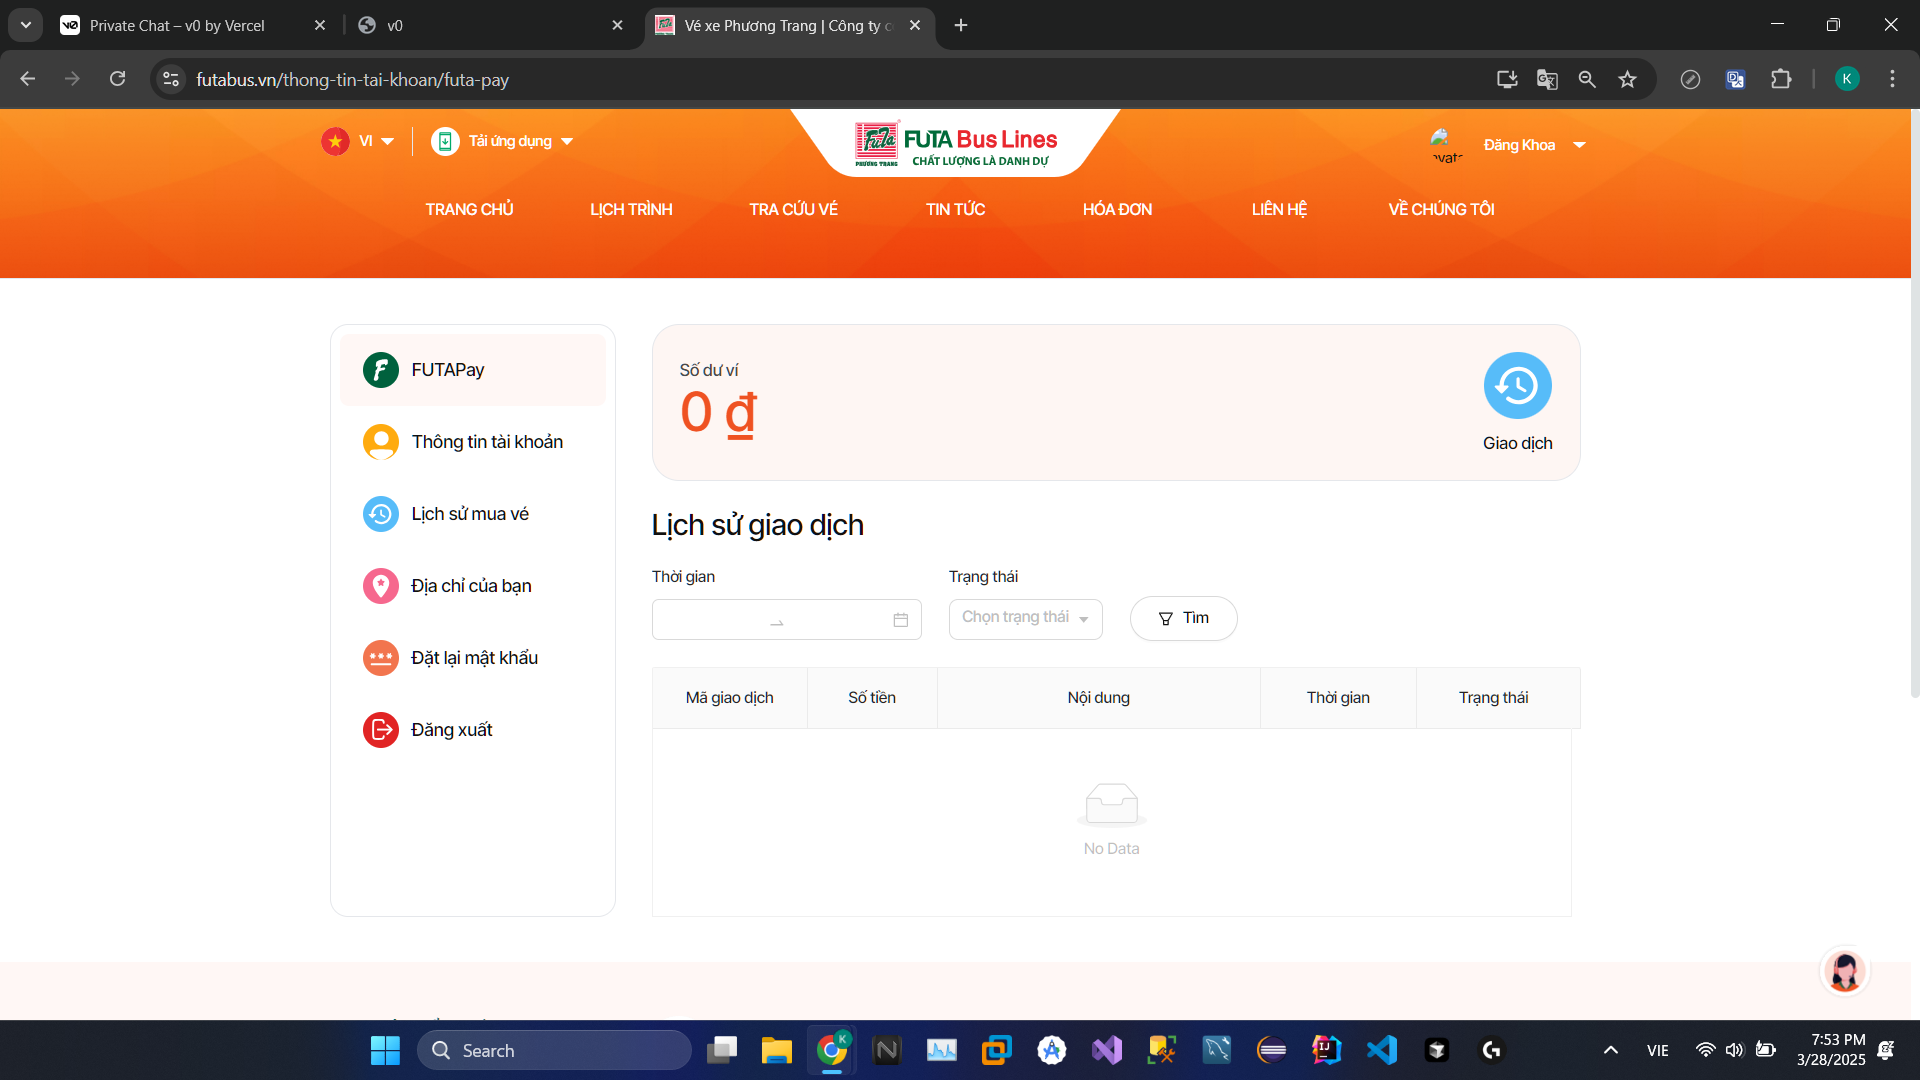 Private Chat – v0 by Vercel
v0
Vé xe Phương Trang | Công ty c
futabus.vn/thong-tin-tai-khoan/futa-pay
K
VI
Tải ứng dụng
FUTA Bus Lines
PHƯƠNG TRANG
CHẤT LƯỢNG LÀ DANH DỰ
Đăng Khoa
TRANG CHỦ
LỊCH TRÌNH
TRA CỨU VÉ
TIN TỨC
HÓA ĐƠN
LIÊN HỆ
VỀ CHÚNG TÔI
FUTAPay
Thông tin tài khoản
Lịch sử mua vé
Địa chỉ của bạn
Đặt lại mật khẩu
Đăng xuất
Số dư ví
0 ₫
Giao dịch
Lịch sử giao dịch
Thời gian
Trạng thái
Chọn trạng thái
Tìm
Mã giao dịch
Số tiền
Nội dung
Thời gian
Trạng thái
No Data
Search
VIE
7:53 PM
3/28/2025